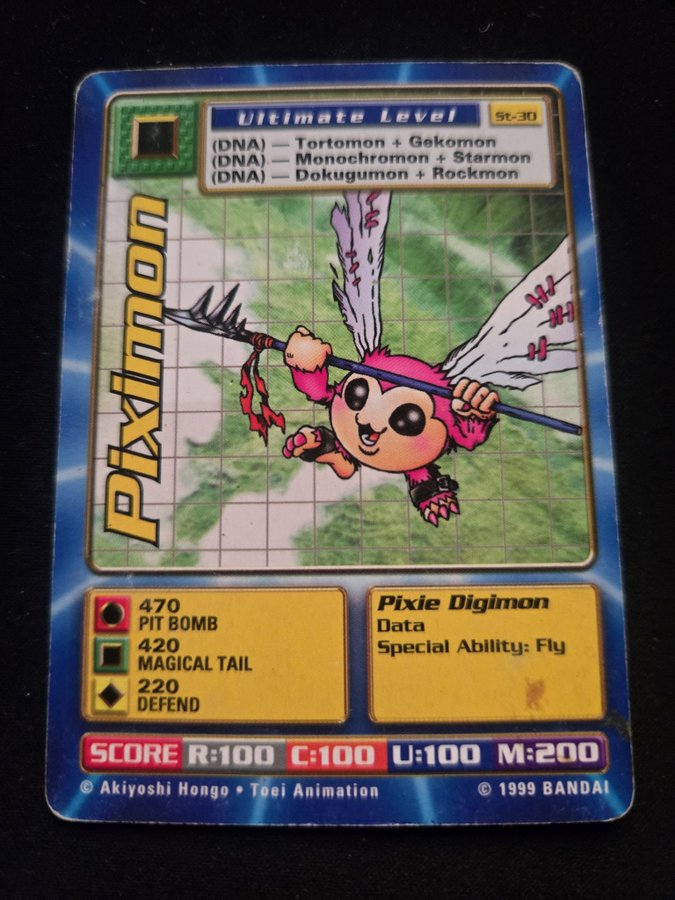 Ultimate Level
St-30
(DNA) — Tortomon + Gekomon
(DNA) — Monochromon + Starmon
(DNA) — Dokugumon + Rockmon
Piximon
470
PIT BOMB
420
MAGICAL TAIL
220
DEFEND
Pixie Digimon
Data
Special Ability: Fly
SCORE R:100 C:100 U:100 M:200
© Akiyoshi Hongo • Toei Animation
© 1999 BANDAI